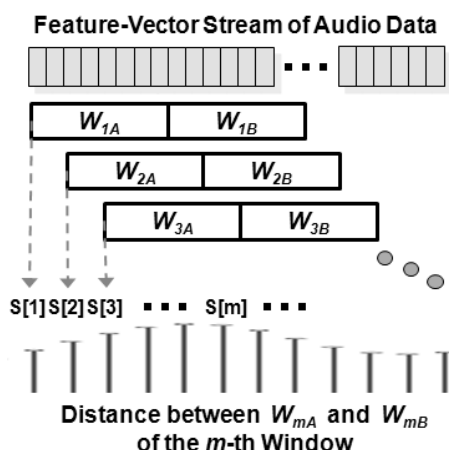 Feature-Vector Stream of Audio Data
W1A W1B
W2A W2B
W3A W3B
S[1] S[2] S[3] ... S[m] ...
Distance between WmA and WmB
of the m-th Window